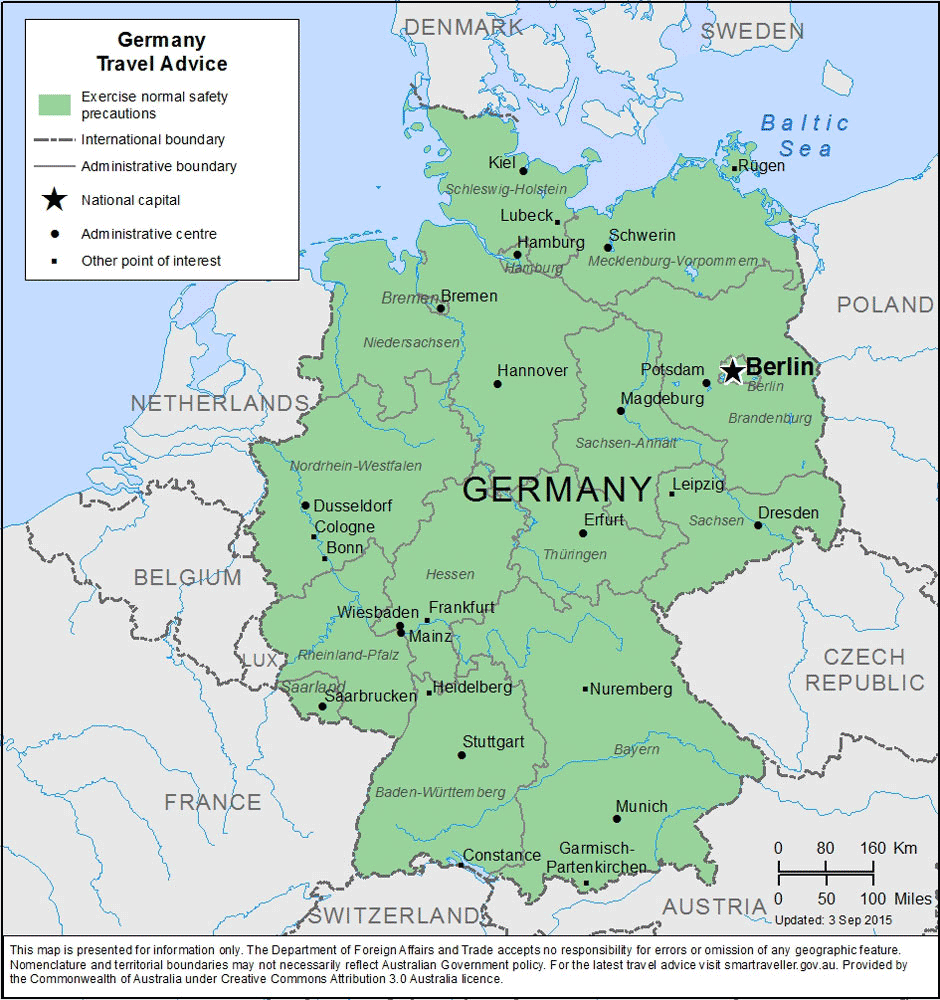 Germany
Travel Advice
Exercise normal safety
precautions
International boundary
Administrative boundary
National capital
Administrative centre
Other point of interest
DENMARK
SWEDEN
Baltic
Sea
Kiel
Rügen
Schleswig-Holstein
Lubeck
Hamburg
Schwerin
Hamburg
Mecklenburg-Vorpommern
Bremen
Bremen
POLAND
Niedersachsen
Hannover
Potsdam
Berlin
Berlin
Magdeburg
NETHERLANDS
Brandenburg
Sachsen-Anhalt
Nordrhein-Westfalen
GERMANY
Leipzig
Dusseldorf
Cologne
Erfurt
Sachsen
Dresden
Bonn
Thüringen
BELGIUM
Hessen
Wiesbaden
Frankfurt
Mainz
LUX.
Rheinland-Pfalz
CZECH
REPUBLIC
Saarland
Saarbrucken
Heidelberg
Nuremberg
Stuttgart
Bayern
Baden-Württemberg
FRANCE
Munich
Constance
Garmisch-
Partenkirchen
0 80 160 Km
0 50 100 Miles
SWITZERLAND
AUSTRIA
Updated: 3 Sep 2015
This map is presented for information only. The Department of Foreign Affairs and Trade accepts no responsibility for errors or omission of any geographic feature.
Nomenclature and territorial boundaries may not necessarily reflect Australian Government policy. For the latest travel advice visit smartraveller.gov.au. Provided by
the Commonwealth of Australia under Creative Commons Attribution 3.0 Australia licence.